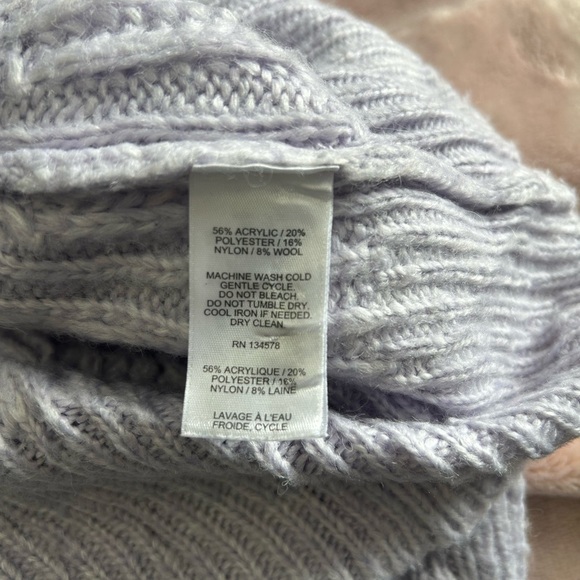 56% ACRYLIC / 20%
POLYESTER / 16%
NYLON / 8% WOOL
MACHINE WASH COLD
GENTLE CYCLE.
DO NOT BLEACH.
DO NOT TUMBLE DRY.
COOL IRON IF NEEDED.
DRY CLEAN.
RN 134578
56% ACRYLIQUE / 20%
POLYESTER / 16%
NYLON / 8% LAINE
LAVAGE À L'EAU
FROIDE, CYCLE